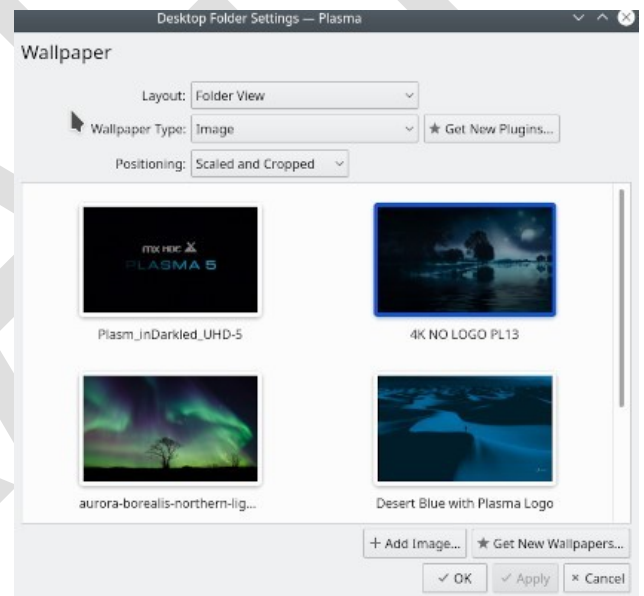 Desktop Folder Settings — Plasma
Wallpaper
Layout: Folder View
Wallpaper Type: Image ★ Get New Plugins...
Positioning: Scaled and Cropped
PLASMA 5
Plasm_inDarkled_UHD-5 4K NO LOGO PL13
aurora-borealis-northern-lig... Desert Blue with Plasma Logo
+ Add Image... ★ Get New Wallpapers...
✓ OK ✓ Apply × Cancel